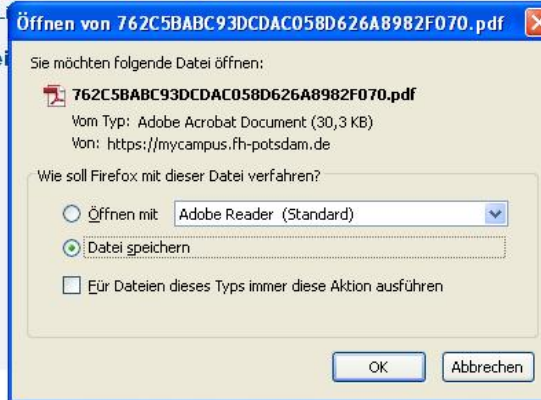 Öffnen von 762C5BABC93DCDAC058D626A8982F070.pdf
Sie möchten folgende Datei öffnen:
762C5BABC93DCDAC058D626A8982F070.pdf
Vom Typ: Adobe Acrobat Document (30,3 KB)
Von: https://mycampus.fh-potsdam.de
Wie soll Firefox mit dieser Datei verfahren?
Öffnen mit Adobe Reader (Standard)
Datei speichern
Für Dateien dieses Typs immer diese Aktion ausführen
OK Abbrechen